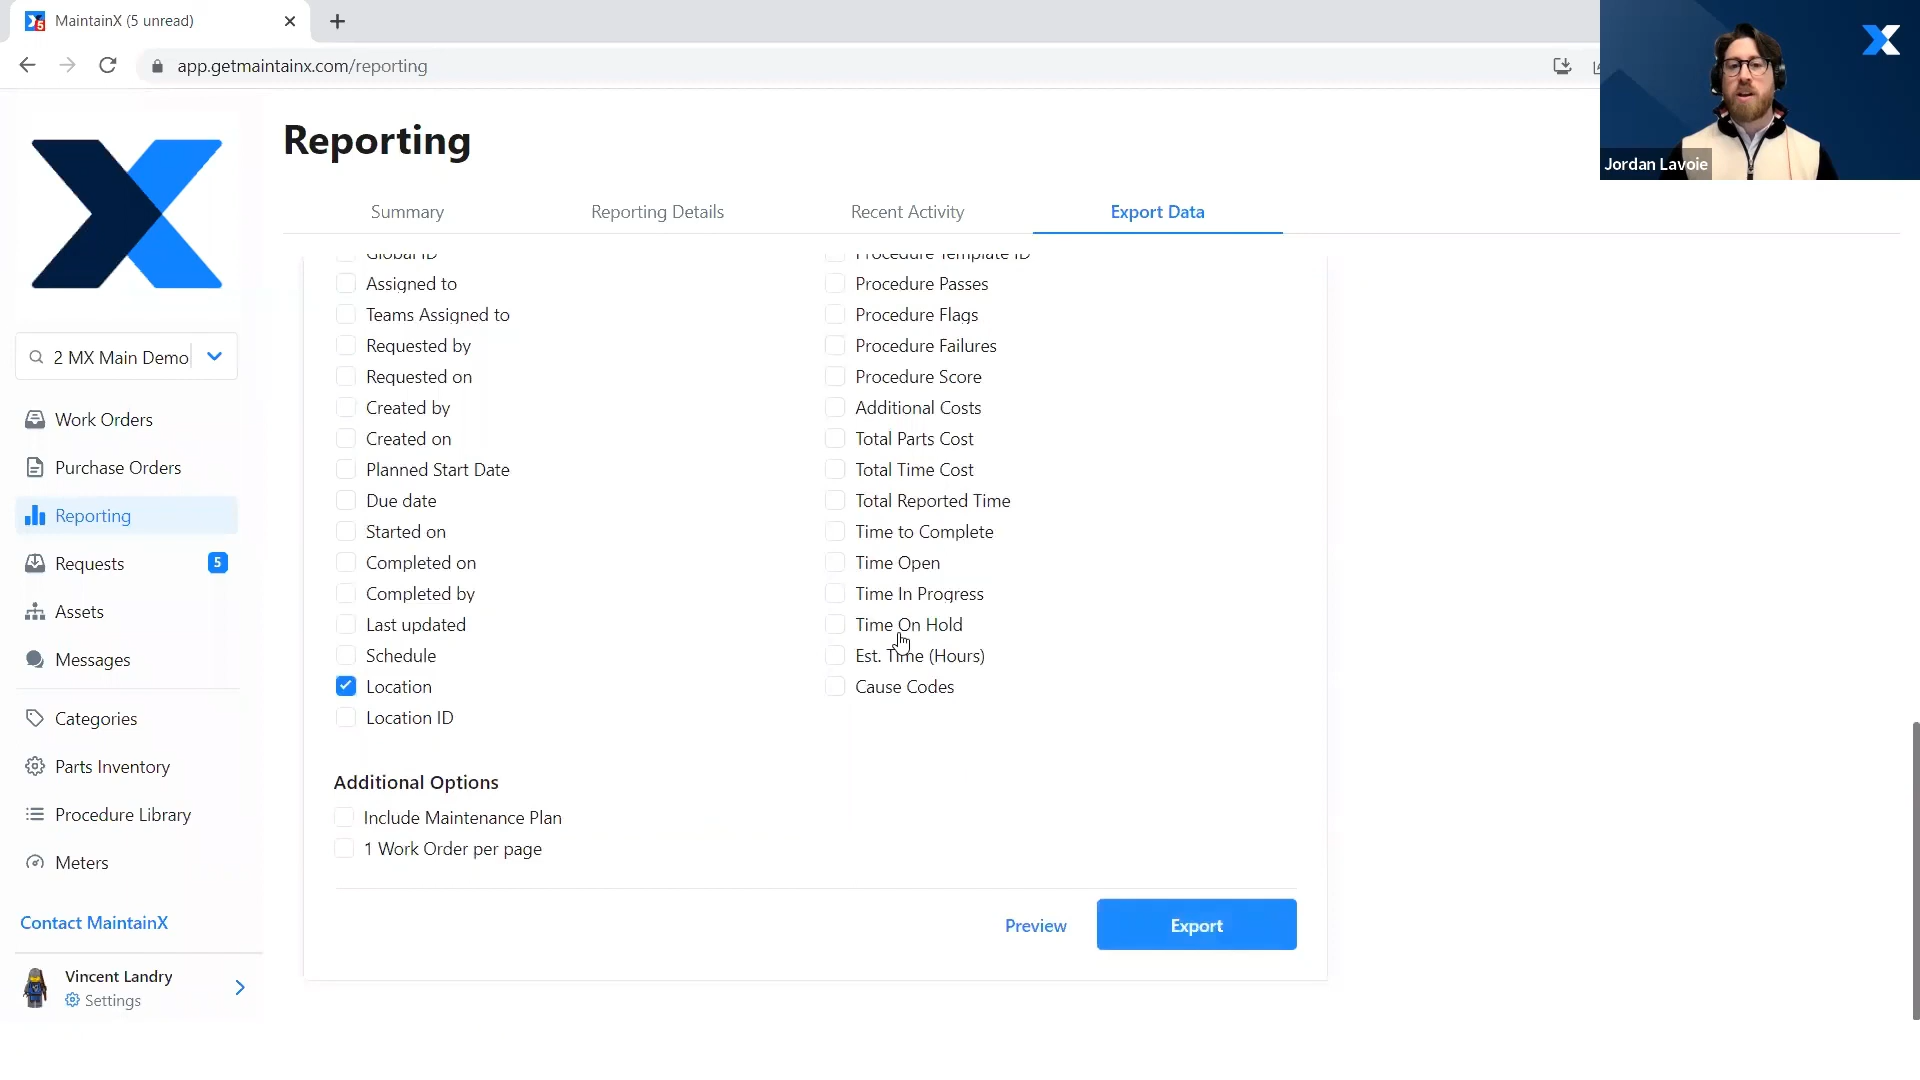 MaintainX (5 unread)
app.getmaintainx.com/reporting
Jordan Lavoie
Reporting
Summary
Reporting Details
Recent Activity
Export Data
2 MX Main Demo
Work Orders
Purchase Orders
Reporting
Requests
5
Assets
Messages
Categories
Parts Inventory
Procedure Library
Meters
Contact MaintainX
Vincent Landry
Settings
Global ID
Assigned to
Teams Assigned to
Requested by
Requested on
Created by
Created on
Planned Start Date
Due date
Started on
Completed on
Completed by
Last updated
Schedule
Location
Location ID
Procedure Template ID
Procedure Passes
Procedure Flags
Procedure Failures
Procedure Score
Additional Costs
Total Parts Cost
Total Time Cost
Total Reported Time
Time to Complete
Time Open
Time In Progress
Time On Hold
Est. Time (Hours)
Cause Codes
Additional Options
Include Maintenance Plan
1 Work Order per page
Preview
Export